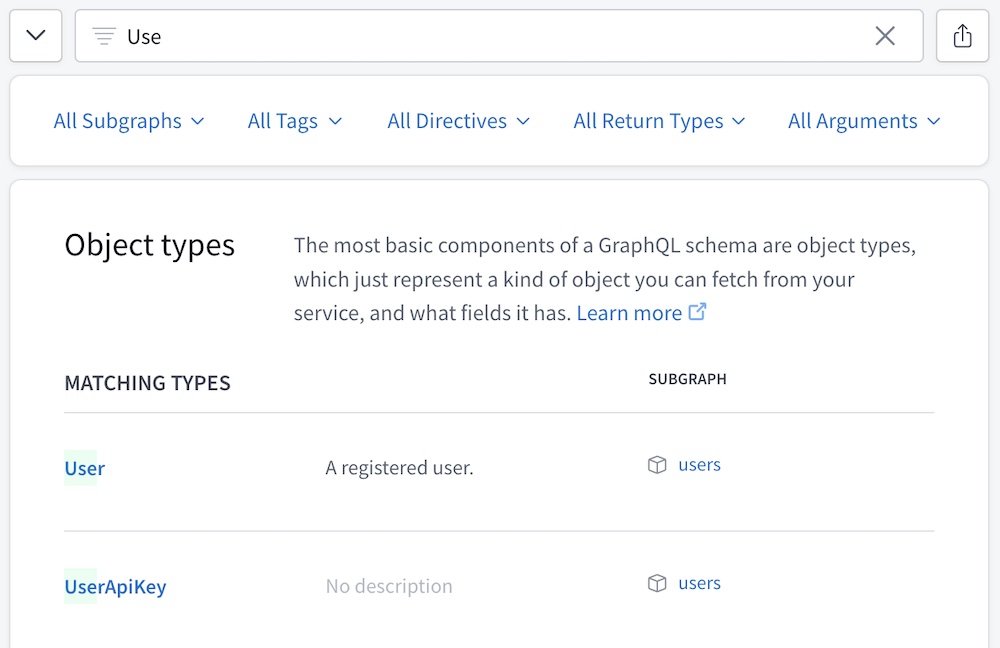 Use
All Subgraphs All Tags All Directives All Return Types All Arguments
Object types
The most basic components of a GraphQL schema are object types,
which just represent a kind of object you can fetch from your
service, and what fields it has. Learn more
MATCHING TYPES SUBGRAPH
User A registered user. users
UserApiKey No description users